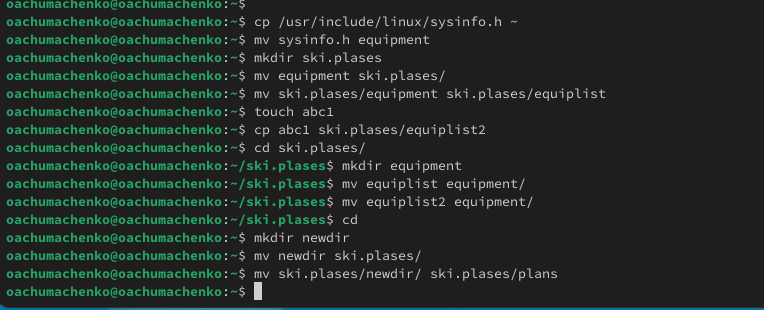 oachumachenko@oachumachenko:~$
oachumachenko@oachumachenko:~$ cp /usr/include/linux/sysinfo.h ~
oachumachenko@oachumachenko:~$ mv sysinfo.h equipment
oachumachenko@oachumachenko:~$ mkdir ski.plases
oachumachenko@oachumachenko:~$ mv equipment ski.plases/
oachumachenko@oachumachenko:~$ mv ski.plases/equipment ski.plases/equiplist
oachumachenko@oachumachenko:~$ touch abc1
oachumachenko@oachumachenko:~$ cp abc1 ski.plases/equiplist2
oachumachenko@oachumachenko:~$ cd ski.plases/
oachumachenko@oachumachenko:~/ski.plases$ mkdir equipment
oachumachenko@oachumachenko:~/ski.plases$ mv equiplist equipment/
oachumachenko@oachumachenko:~/ski.plases$ mv equiplist2 equipment/
oachumachenko@oachumachenko:~/ski.plases$ cd
oachumachenko@oachumachenko:~$ mkdir newdir
oachumachenko@oachumachenko:~$ mv newdir ski.plases/
oachumachenko@oachumachenko:~$ mv ski.plases/newdir/ ski.plases/plans
oachumachenko@oachumachenko:~$